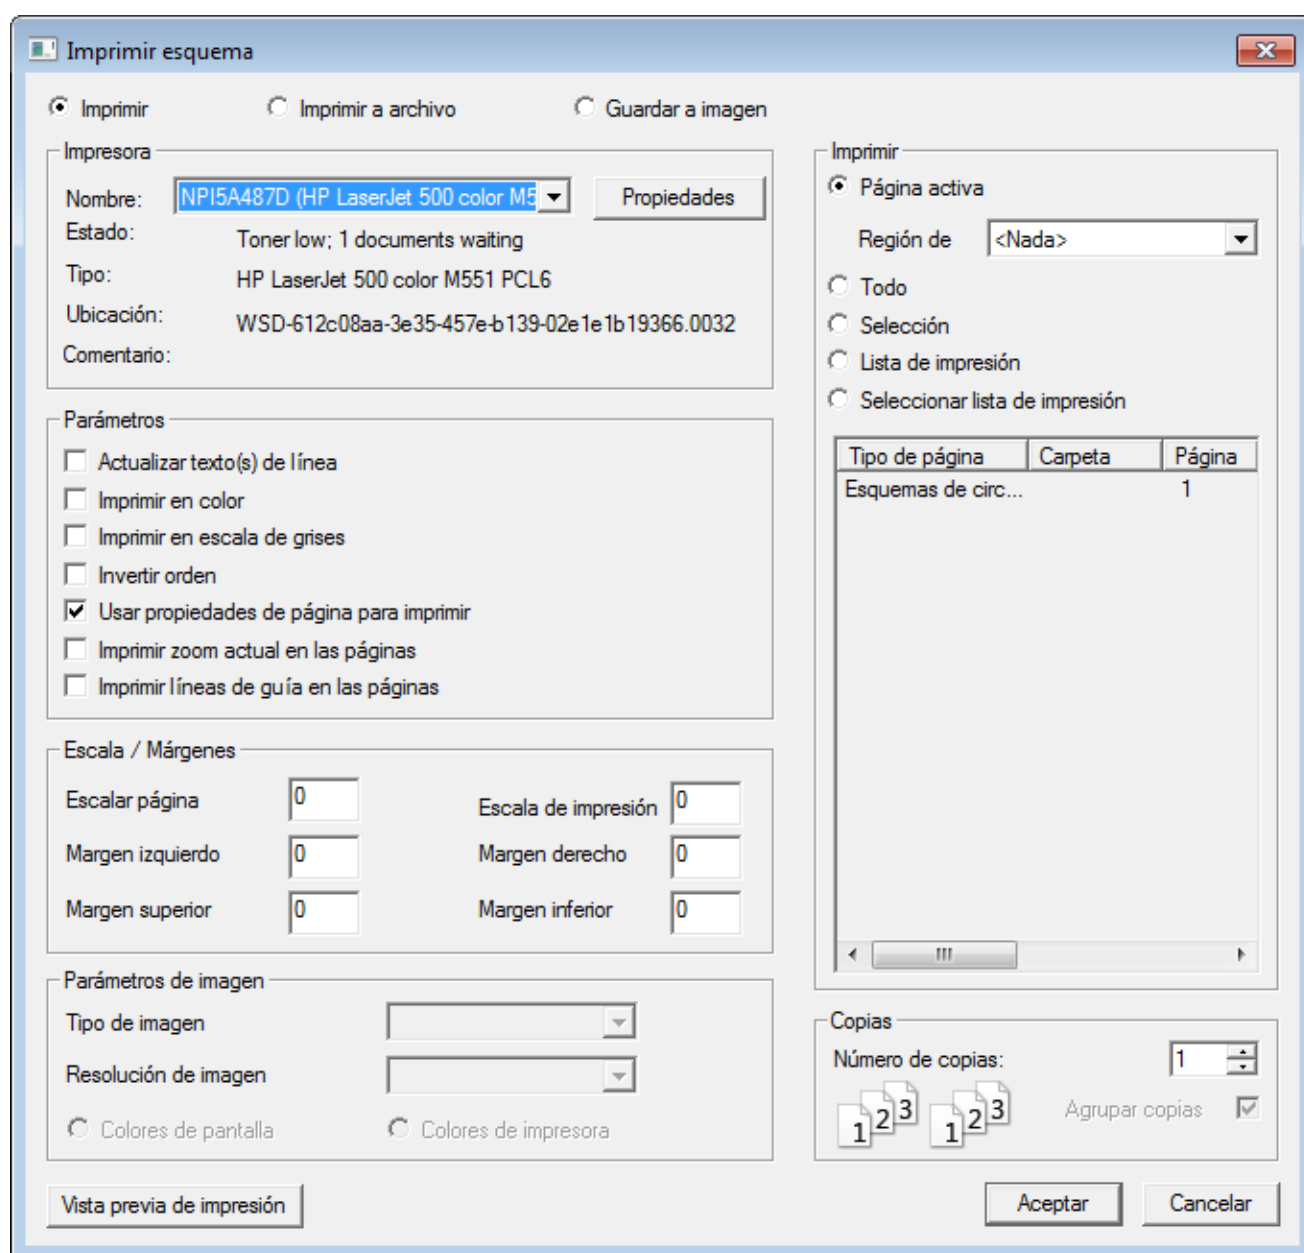 Imprimir esquema
Imprimir
Imprimir a archivo
Guardar a imagen
Impresora
Nombre:
NPI5A487D (HP LaserJet 500 color M5
Propiedades
Estado:
Toner low; 1 documents waiting
Tipo:
HP LaserJet 500 color M551 PCL6
Ubicación:
WSD-612c08aa-3e35-457e-b139-02e1e1b19366.0032
Comentario:
Parámetros
Actualizar texto(s) de línea
Imprimir en color
Imprimir en escala de grises
Invertir orden
Usar propiedades de página para imprimir
Imprimir zoom actual en las páginas
Imprimir líneas de guía en las páginas
Escala / Márgenes
Escalar página
0
Escala de impresión
0
Margen izquierdo
0
Margen derecho
0
Margen superior
0
Margen inferior
0
Parámetros de imagen
Tipo de imagen
Resolución de imagen
Colores de pantalla
Colores de impresora
Vista previa de impresión
Imprimir
Página activa
Región de
<Nada>
Todo
Selección
Lista de impresión
Seleccionar lista de impresión
Tipo de página
Carpeta
Página
Esquemas de circ...
1
Copias
Número de copias:
1
1 2 3
1 2 3
Agrupar copias
Aceptar
Cancelar